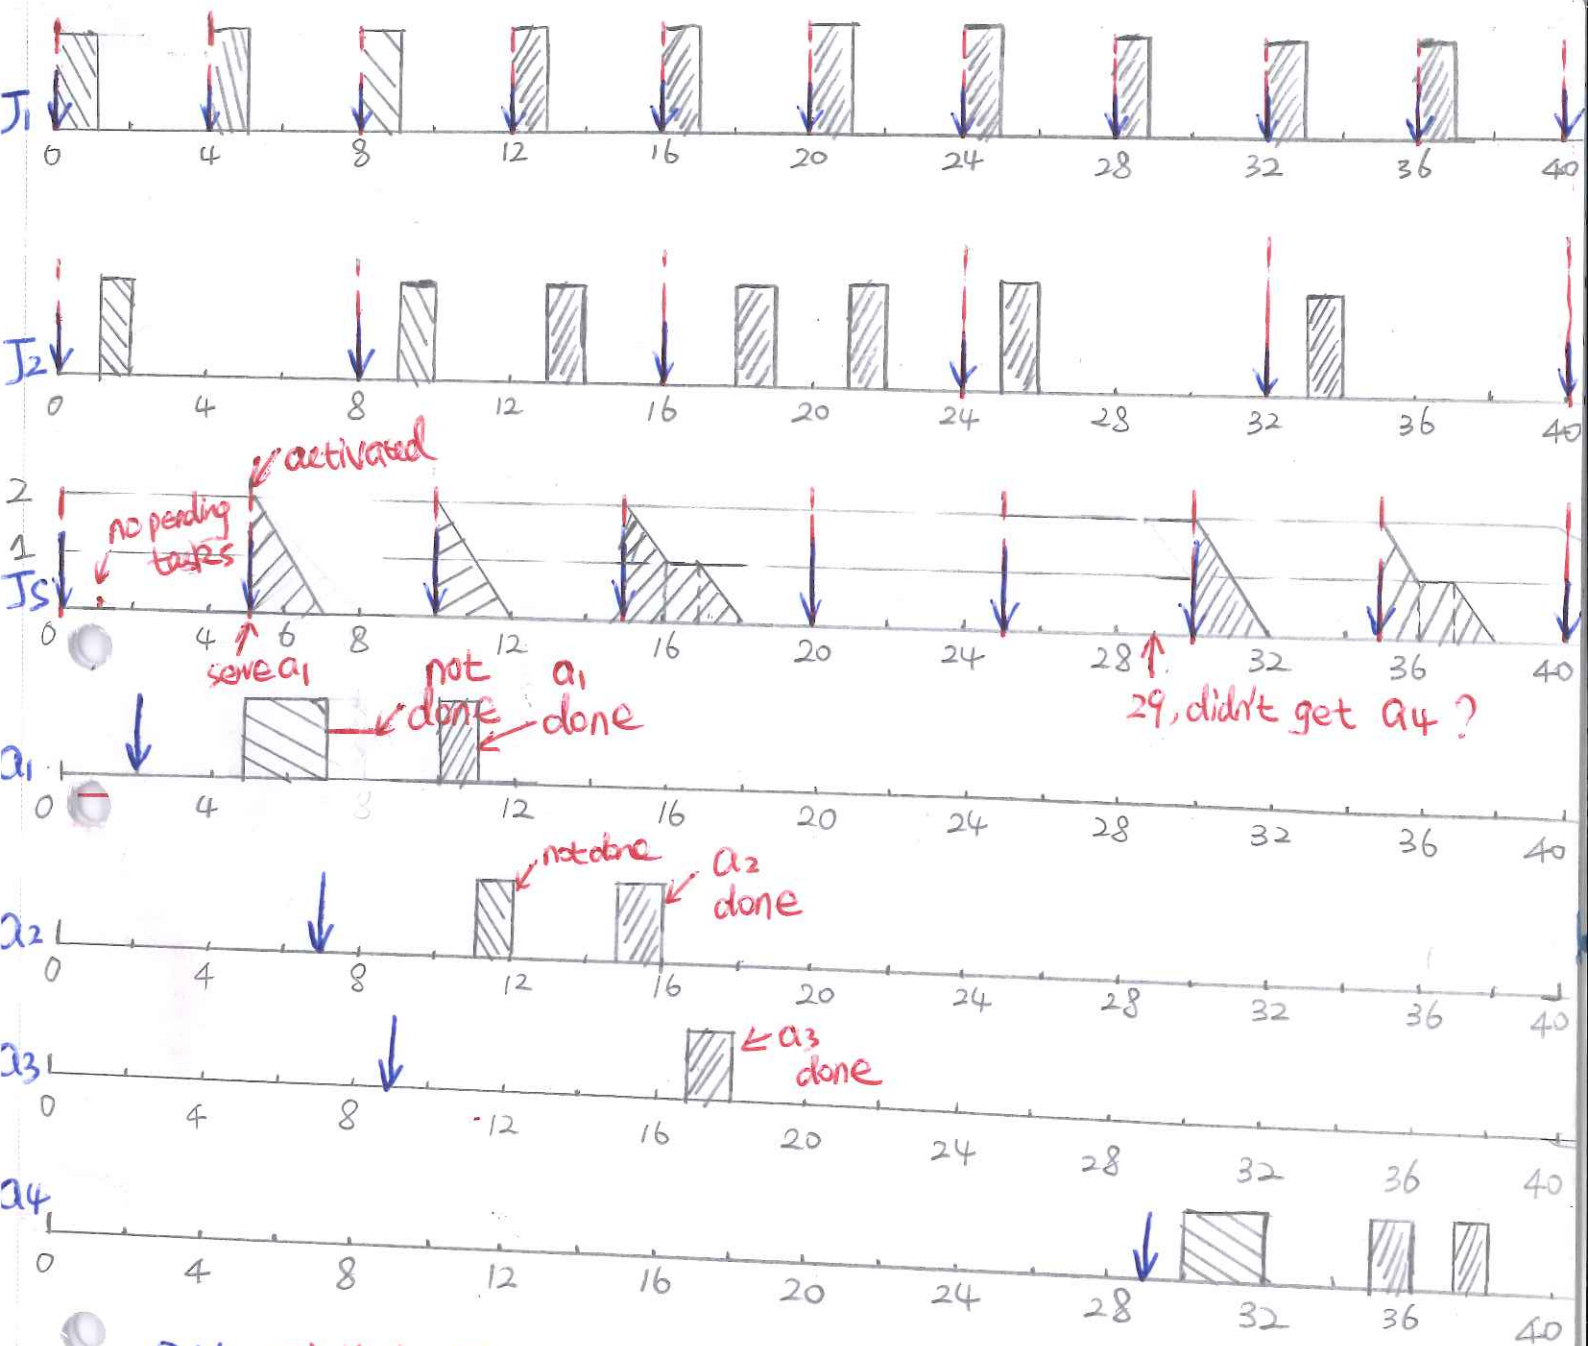 J1
0 4 8 12 16 20 24 28 32 36 40
J2
0 4 8 12 16 20 24 28 32 36 40
activated
2
no pending
1 tasks
Js
0 4 6 8 12 16 20 24 28 32 36 40
serve a1
not done
a1 done
29, didn't get a4 ?
a1
0 4 8 12 16 20 24 28 32 36 40
not done
a2
done
a2
0 4 8 12 16 20 24 28 32 36 40
a3
done
a3
0 4 8 12 16 20 24 28 32 36 40
a4
0 4 8 12 16 20 24 28 32 36 40